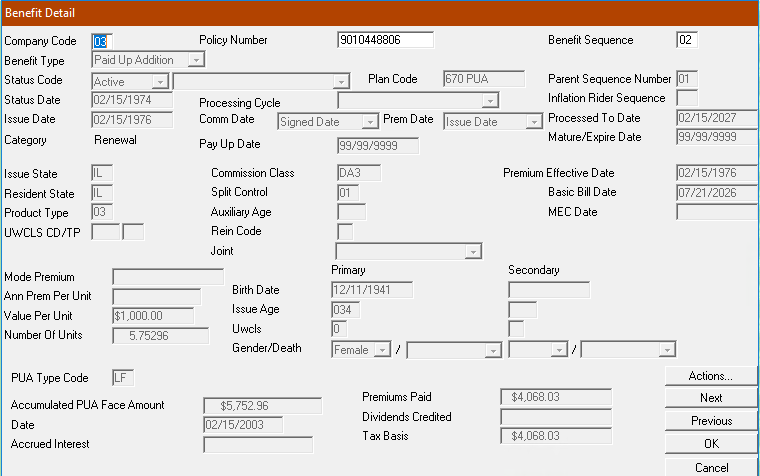 Benefit Detail
Company Code 03 Policy Number 9010448806 Benefit Sequence 02
Benefit Type Paid Up Addition
Status Code Active Plan Code 670 PUA Parent Sequence Number 01
Status Date 02/15/1974 Processing Cycle Inflation Rider Sequence
Issue Date 02/15/1976 Comm Date Signed Date Prem Date Issue Date Processed To Date 02/15/2027
Category Renewal Pay Up Date 99/99/9999 Mature/Expire Date 99/99/9999
Issue State IL Commission Class DA3 Premium Effective Date 02/15/1976
Resident State IL Split Control 01 Basic Bill Date 07/21/2026
Product Type 03 Auxiliary Age MEC Date
UWCLS CD/TP Rein Code
Joint
Primary Secondary
Mode Premium
Birth Date 12/11/1941
Ann Prem Per Unit
Value Per Unit $1,000.00 Issue Age 034
Number Of Units 5.75296 Uwcls 0
Gender/Death Female / /
PUA Type Code LF
Actions...
Accumulated PUA Face Amount $5,752.96 Premiums Paid $4,068.03 Next
Date 02/15/2003 Dividends Credited Previous
Accrued Interest Tax Basis $4,068.03 OK
Cancel